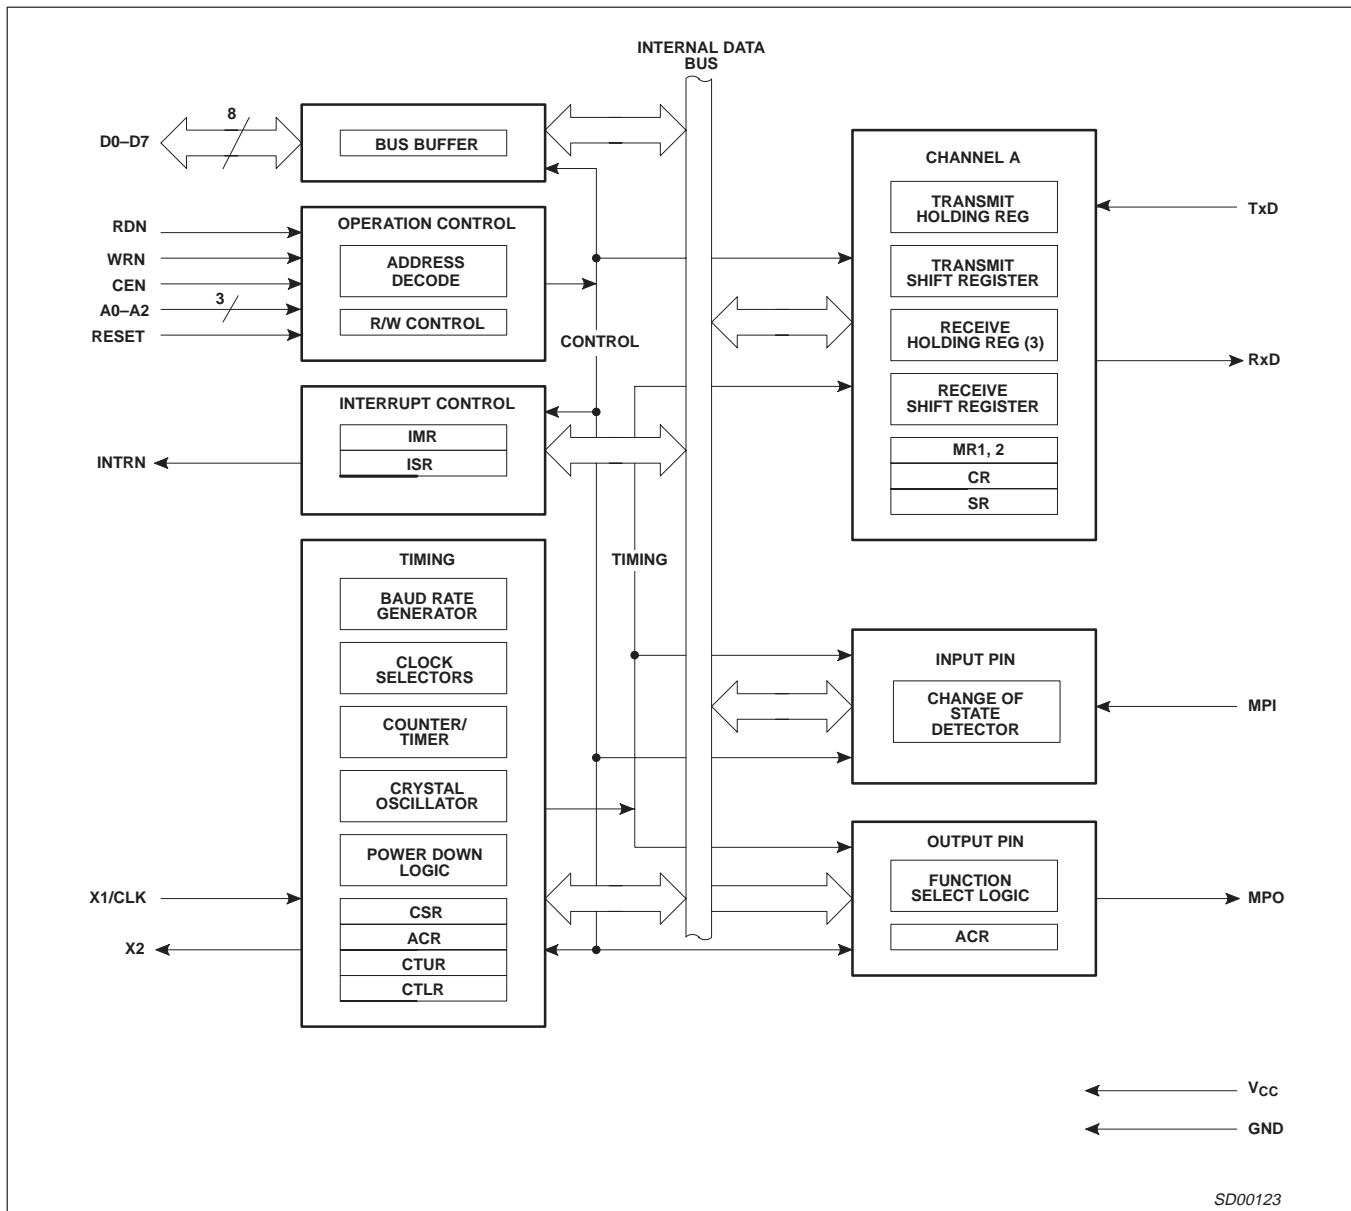 INTERNAL DATA
BUS
D0–D7
8
BUS BUFFER
RDN
WRN
CEN
A0–A2
3
RESET
OPERATION CONTROL
ADDRESS
DECODE
R/W CONTROL
CONTROL
INTRN
INTERRUPT CONTROL
IMR
ISR
TIMING
BAUD RATE
GENERATOR
CLOCK
SELECTORS
COUNTER/
TIMER
CRYSTAL
OSCILLATOR
POWER DOWN
LOGIC
CSR
ACR
CTUR
CTLR
X1/CLK
X2
TIMING
CHANNEL A
TRANSMIT
HOLDING REG
TRANSMIT
SHIFT REGISTER
RECEIVE
HOLDING REG (3)
RECEIVE
SHIFT REGISTER
MR1, 2
CR
SR
TxD
RxD
INPUT PIN
CHANGE OF
STATE
DETECTOR
MPI
OUTPUT PIN
FUNCTION
SELECT LOGIC
ACR
MPO
VCC
GND
SD00123